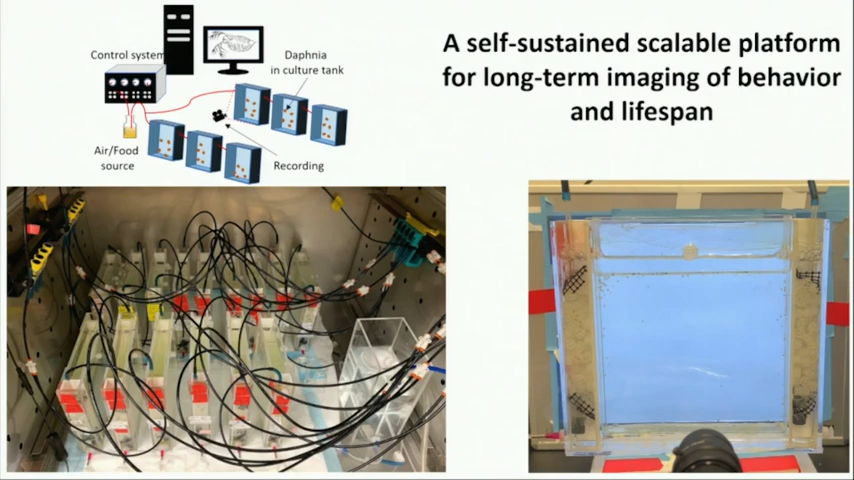 A self-sustained scalable platform
for long-term imaging of behavior
and lifespan
Control system
Daphnia
in culture tank
Air/Food
source
Recording